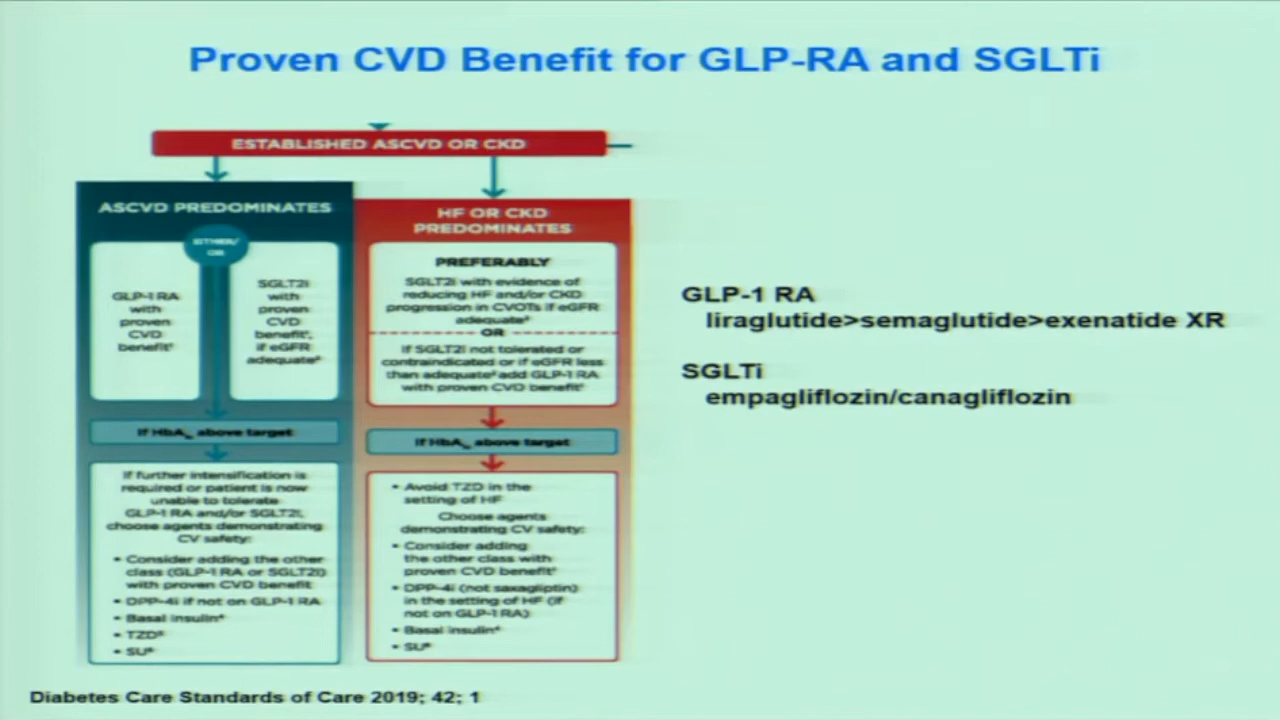 Proven CVD Benefit for GLP-RA and SGLTi
ESTABLISHED ASCVD OR CKD
ASCVD PREDOMINATES
EITHER/
OR
GLP-1 RA
with
proven
CVD
benefit¹
SGLT2i
with
proven
CVD
benefit¹,
if eGFR
adequate²
If HbA1c above target
If further intensification is
required or patient is now
unable to tolerate
GLP-1 RA and/or SGLT2i,
choose agents demonstrating
CV safety:
• Consider adding the other
class (GLP-1 RA or SGLT2i)
with proven CVD benefit
• DPP-4i if not on GLP-1 RA
• Basal insulin⁴
• TZD⁵
• SU⁶
HF OR CKD
PREDOMINATES
PREFERABLY
SGLT2i with evidence of
reducing HF and/or CKD
progression in CVOTs if eGFR
adequate³
OR
If SGLT2i not tolerated or
contraindicated or if eGFR less
than adequate² add GLP-1 RA
with proven CVD benefit¹
If HbA1c above target
• Avoid TZD in the
setting of HF
Choose agents
demonstrating CV safety:
• Consider adding
the other class with
proven CVD benefit¹
• DPP-4i (not saxagliptin)
in the setting of HF (if
not on GLP-1 RA)
• Basal insulin⁴
• SU⁶
GLP-1 RA
liraglutide>semaglutide>exenatide XR
SGLTi
empagliflozin/canagliflozin
Diabetes Care Standards of Care 2019; 42; 1